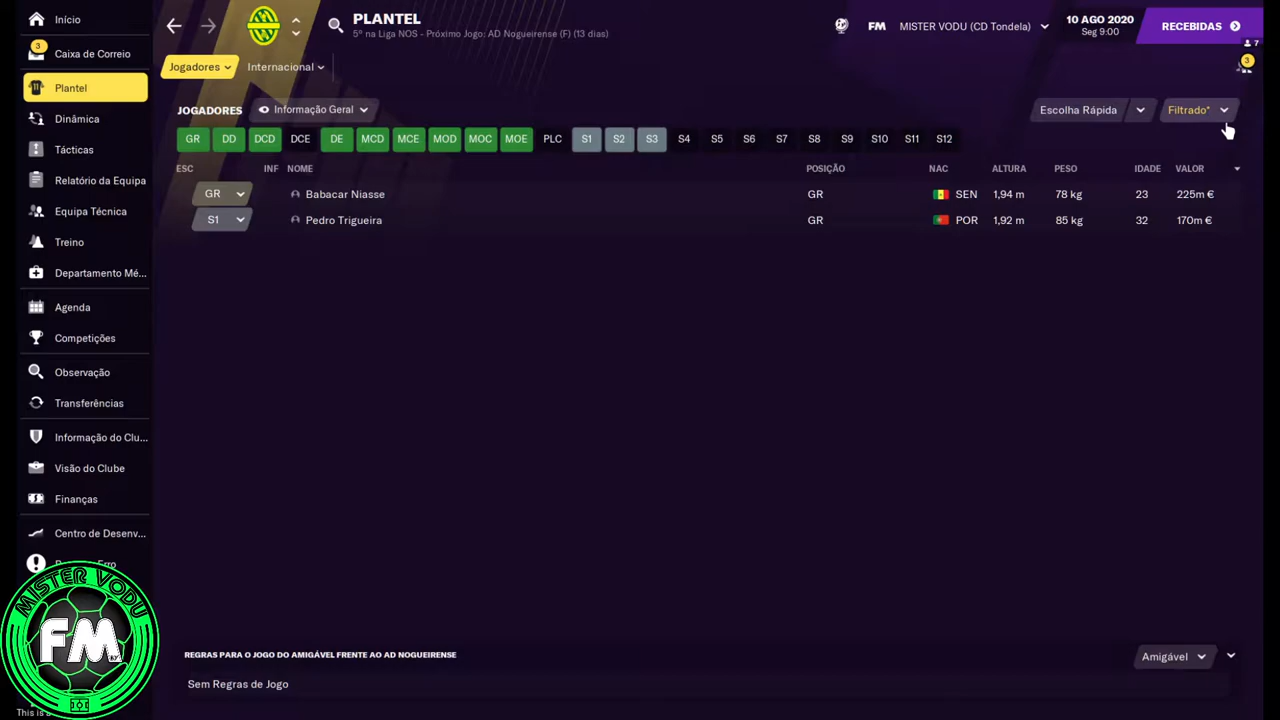 Início
PLANTEL
5º na Liga NOS - Próximo Jogo: AD Nogueirense (F) (13 dias)
FM
MISTER VODU (CD Tondela)
10 AGO 2020
Seg 9:00
RECEBIDAS
7
3
3
Caixa de Correio
Plantel
Dinâmica
Tácticas
Relatório da Equipa
Equipa Técnica
Treino
Departamento Mé...
Agenda
Competições
Observação
Transferências
Informação do Clu...
Visão do Clube
Finanças
Centro de Desenv...
Jogadores
Internacional
JOGADORES
Informação Geral
Escolha Rápida
Filtrado*
GR DD DCD DCE DE MCD MCE MOD MOC MOE PLC S1 S2 S3 S4 S5 S6 S7 S8 S9 S10 S11 S12
ESC INF NOME POSIÇÃO NAC ALTURA PESO IDADE VALOR
GR Babacar Niasse GR SEN 1,94 m 78 kg 23 225m €
S1 Pedro Trigueira GR POR 1,92 m 85 kg 32 170m €
REGRAS PARA O JOGO DO AMIGÁVEL FRENTE AO AD NOGUEIRENSE
Amigável
Sem Regras de Jogo
MISTER VODU
FM
This is